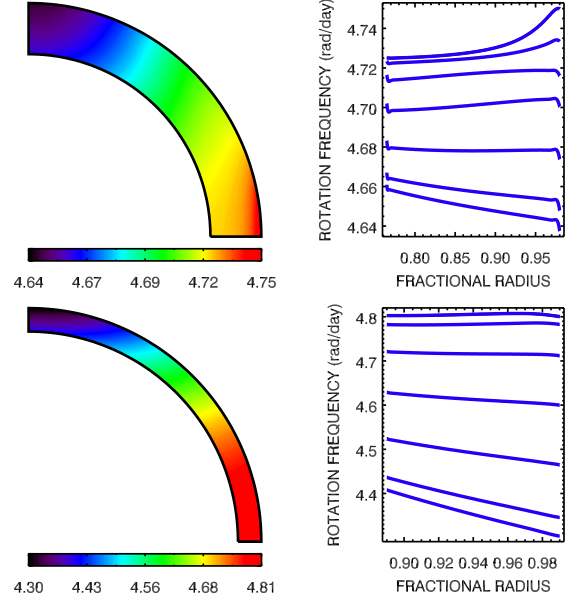 4.64 4.67 4.69 4.72 4.75
ROTATION FREQUENCY (rad/day)
4.74
4.72
4.70
4.68
4.66
4.64
0.80 0.85 0.90 0.95
FRACTIONAL RADIUS
4.30 4.43 4.56 4.68 4.81
ROTATION FREQUENCY (rad/day)
4.8
4.7
4.6
4.5
4.4
0.90 0.92 0.94 0.96 0.98
FRACTIONAL RADIUS